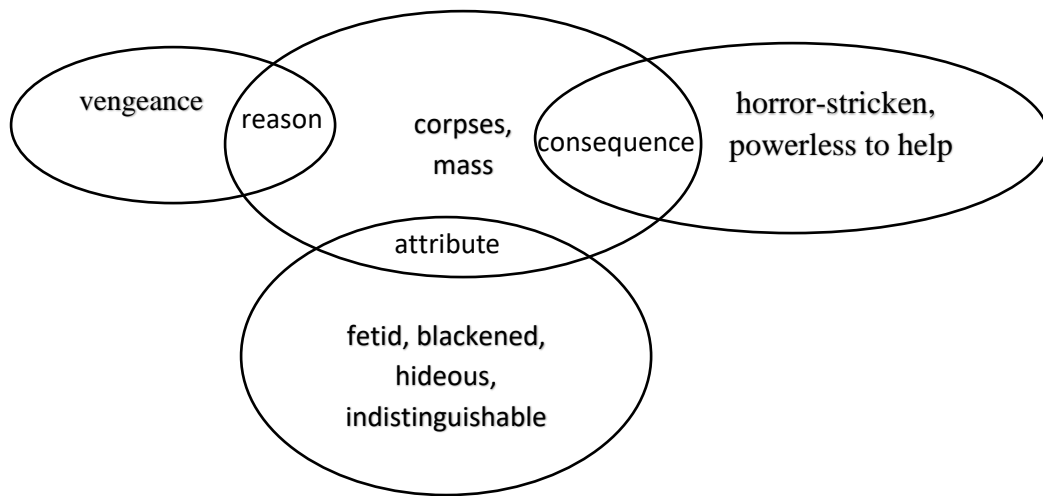 vengeance
reason
corpses,
mass
consequence
horror-stricken,
powerless to help
attribute
fetid, blackened,
hideous,
indistinguishable